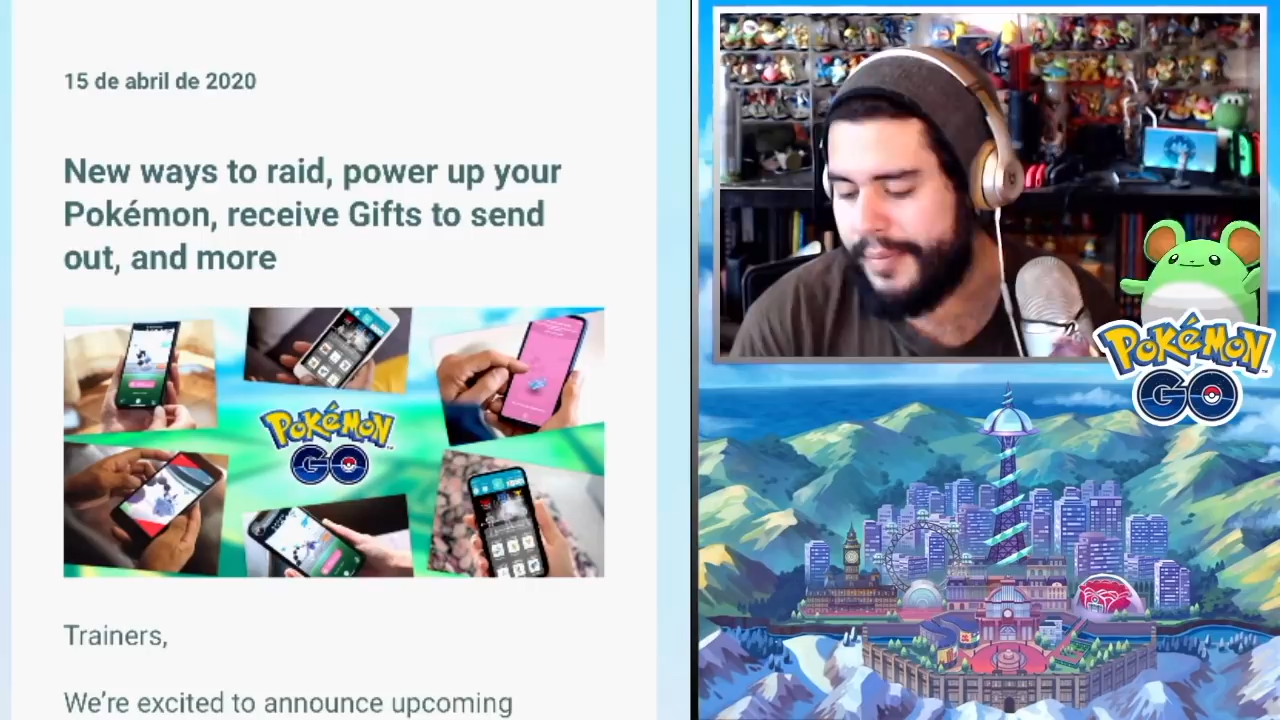 15 de abril de 2020
New ways to raid, power up your
Pokémon, receive Gifts to send
out, and more
POKéMON
GO
Trainers,
We're excited to announce upcoming
POKéMON
GO